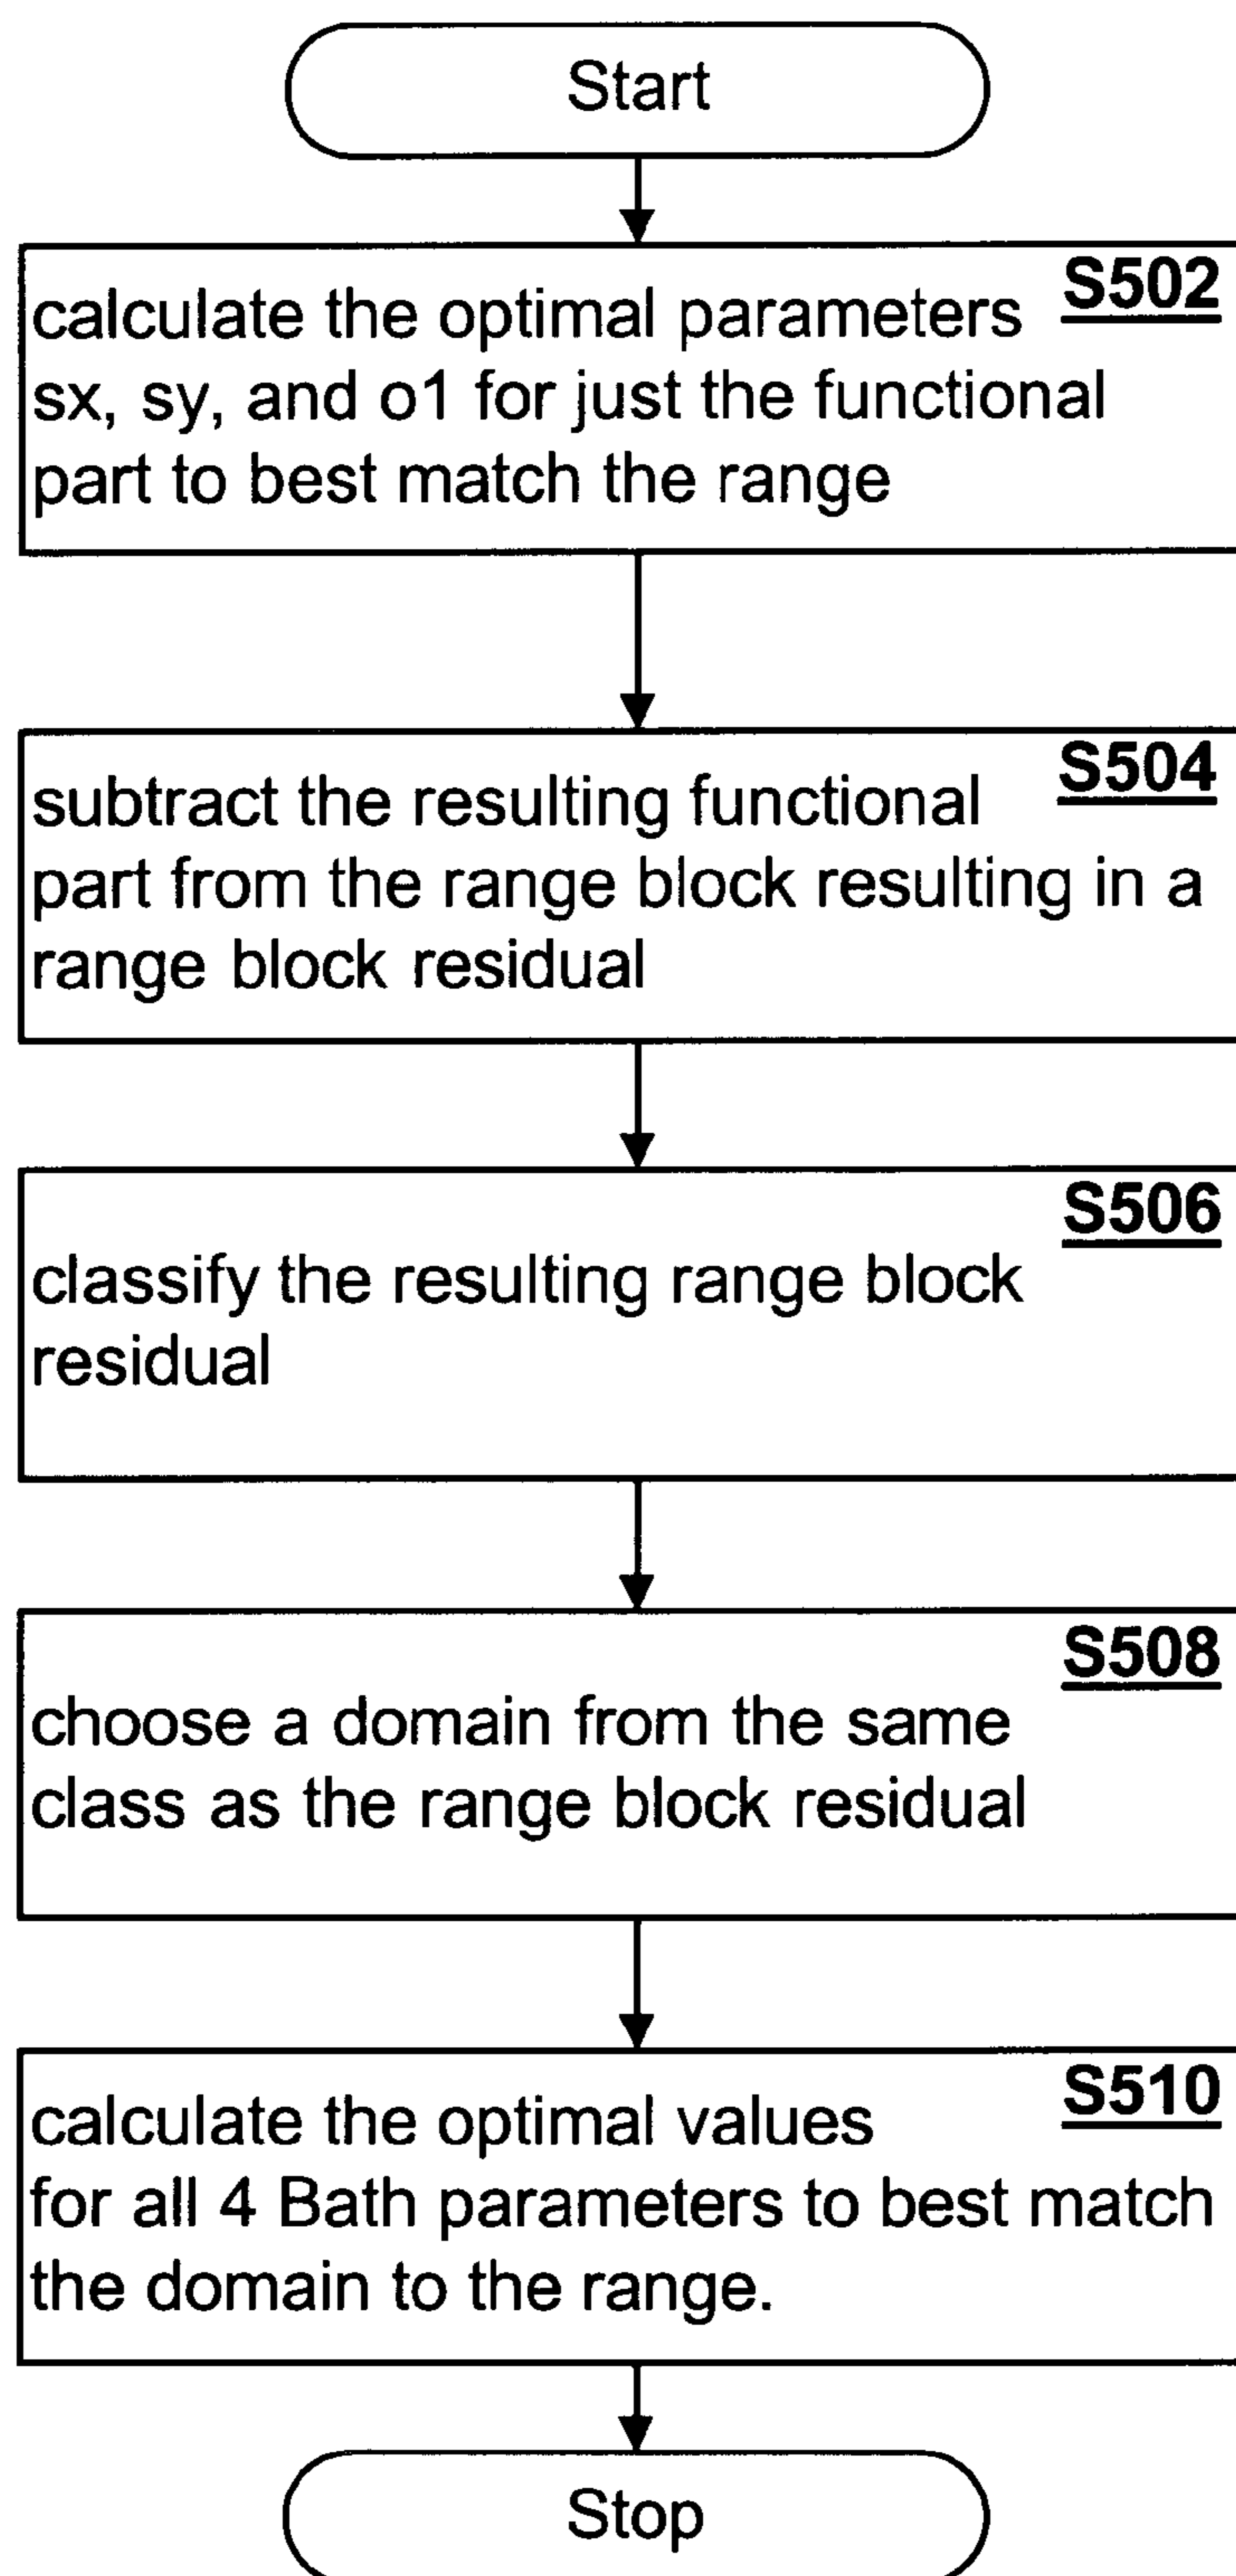 Start
S502
calculate the optimal parameters
sx, sy, and o1 for just the functional
part to best match the range
S504
subtract the resulting functional
part from the range block resulting in a
range block residual
S506
classify the resulting range block
residual
S508
choose a domain from the same
class as the range block residual
S510
calculate the optimal values
for all 4 Bath parameters to best match
the domain to the range.
Stop